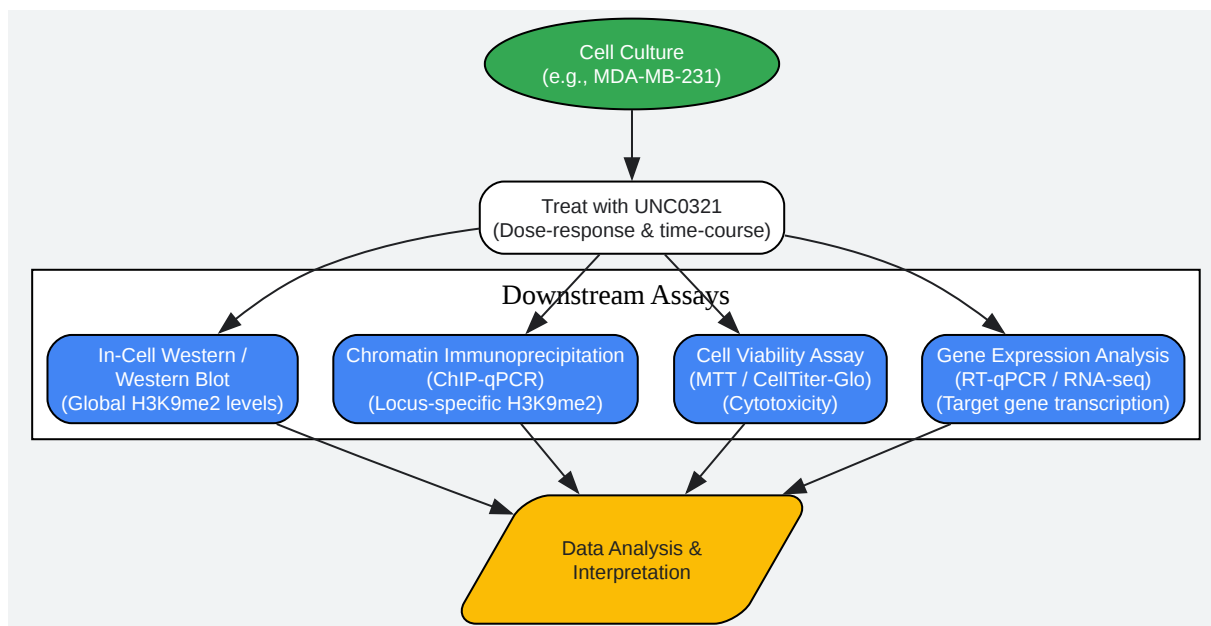 Cell Culture
(e.g., MDA-MB-231)
Treat with UNC0321
(Dose-response & time-course)
Downstream Assays
In-Cell Western /
Western Blot
(Global H3K9me2 levels)
Chromatin Immunoprecipitation
(ChIP-qPCR)
(Locus-specific H3K9me2)
Cell Viability Assay
(MTT / CellTiter-Glo)
(Cytotoxicity)
Gene Expression Analysis
(RT-qPCR / RNA-seq)
(Target gene transcription)
Data Analysis &
Interpretation